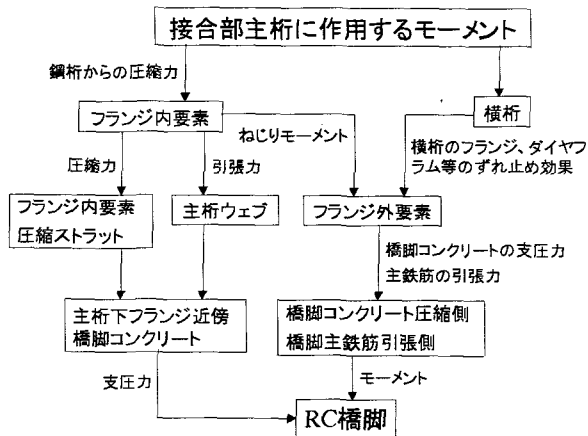 接合部主桁に作用するモーメント
鋼桁からの圧縮力
フランジ内要素
横桁
ねじりモーメント
横桁のフランジ、ダイヤフ
ラム等のずれ止め効果
圧縮力
引張力
フランジ内要素
圧縮ストラット
主桁ウェブ
フランジ外要素
橋脚コンクリートの支圧力
主鉄筋の引張力
主桁下フランジ近傍
橋脚コンクリート
橋脚コンクリート圧縮側
橋脚主鉄筋引張側
支圧力
モーメント
RC橋脚